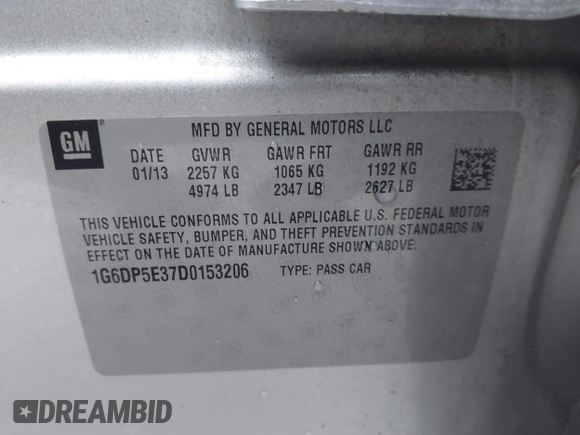 GM
MFD BY GENERAL MOTORS LLC
DATE GVWR GAWR FRT GAWR RR
01/13 2257 KG 1065 KG 1192 KG
4974 LB 2347 LB 2627 LB
THIS VEHICLE CONFORMS TO ALL APPLICABLE U.S. FEDERAL MOTOR
VEHICLE SAFETY, BUMPER, AND THEFT PREVENTION STANDARDS IN
EFFECT ON THE DATE OF MANUFACTURE SHOWN ABOVE.
1G6DP5E37D0153206 TYPE: PASS CAR
DREAMBID